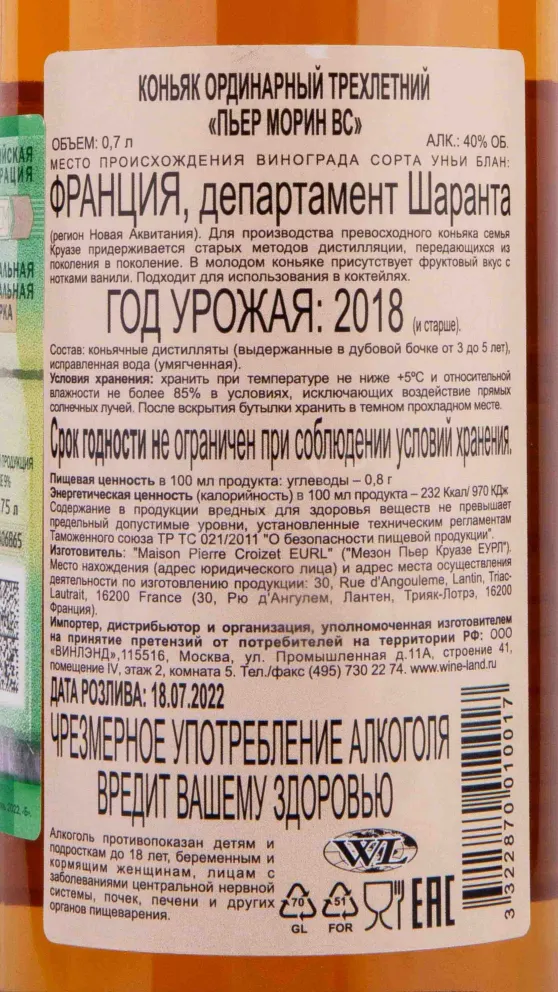 КОНЬЯК ОРДИНАРНЫЙ ТРЕХЛЕТНИЙ
«ПЬЕР МОРИН ВС»
ОБЪЕМ: 0,7 л АЛК.: 40% ОБ.
МЕСТО ПРОИСХОЖДЕНИЯ ВИНОГРАДА СОРТА УНЬИ БЛАН:
ФРАНЦИЯ, департамент Шаранта
(регион Новая Аквитания). Для производства превосходного коньяка семья
Круазе придерживается старых методов дистилляции, передающихся из
поколения в поколение. В молодом коньяке присутствует фруктовый вкус с
нотками ванили. Подходит для использования в коктейлях.
ГОД УРОЖАЯ: 2018 (и старше).
Состав: коньячные дистилляты (выдержанные в дубовой бочке от 3 до 5 лет),
исправленная вода (умягченная).
Условия хранения: хранить при температуре не ниже +5ºС и относительной
влажности не более 85% в условиях, исключающих воздействие прямых
солнечных лучей. После вскрытия бутылки хранить в темном прохладном месте.
Срок годности не ограничен при соблюдении условий хранения.
Пищевая ценность в 100 мл продукта: углеводы – 0,8 г
Энергетическая ценность (калорийность) в 100 мл продукта – 232 Ккал/ 970 КДж
Содержание в продукции вредных для здоровья веществ не превышает
предельный допустимые уровни, установленные техническим регламентам
Таможенного союза ТР ТС 021/2011 "О безопасности пищевой продукции".
Изготовитель: "Maison Pierre Croizet EURL" ("Мезон Пьер Круазе ЕУРЛ").
Место нахождения (адрес юридического лица) и адрес места осуществления
деятельности по изготовлению продукции: 30, Rue d'Angouleme, Lantin, Triac-
Lautrait, 16200 France (30, Рю д'Ангулем, Лантен, Трияк-Лотрэ, 16200
Франция).
Импортер, дистрибьютор и организация, уполномоченная изготовителем
на принятие претензий от потребителей на территории РФ: ООО
«ВИНЛЭНД»,115516, Москва, ул. Промышленная д.11А, строение 41,
помещение IV, этаж 2, комната 5. Тел./факс (495) 730 22 74. www.wine-land.ru
ДАТА РОЗЛИВА: 18.07.2022
ЧРЕЗМЕРНОЕ УПОТРЕБЛЕНИЕ АЛКОГОЛЯ
ВРЕДИТ ВАШЕМУ ЗДОРОВЬЮ
Алкоголь противопоказан детям и
подросткам до 18 лет, беременным и
кормящим женщинам, лицам с
заболеваниями центральной нервной
системы, почек, печени и других
органов пищеварения.
WL
70 51 EAC
GL FOR
3 322870 010017